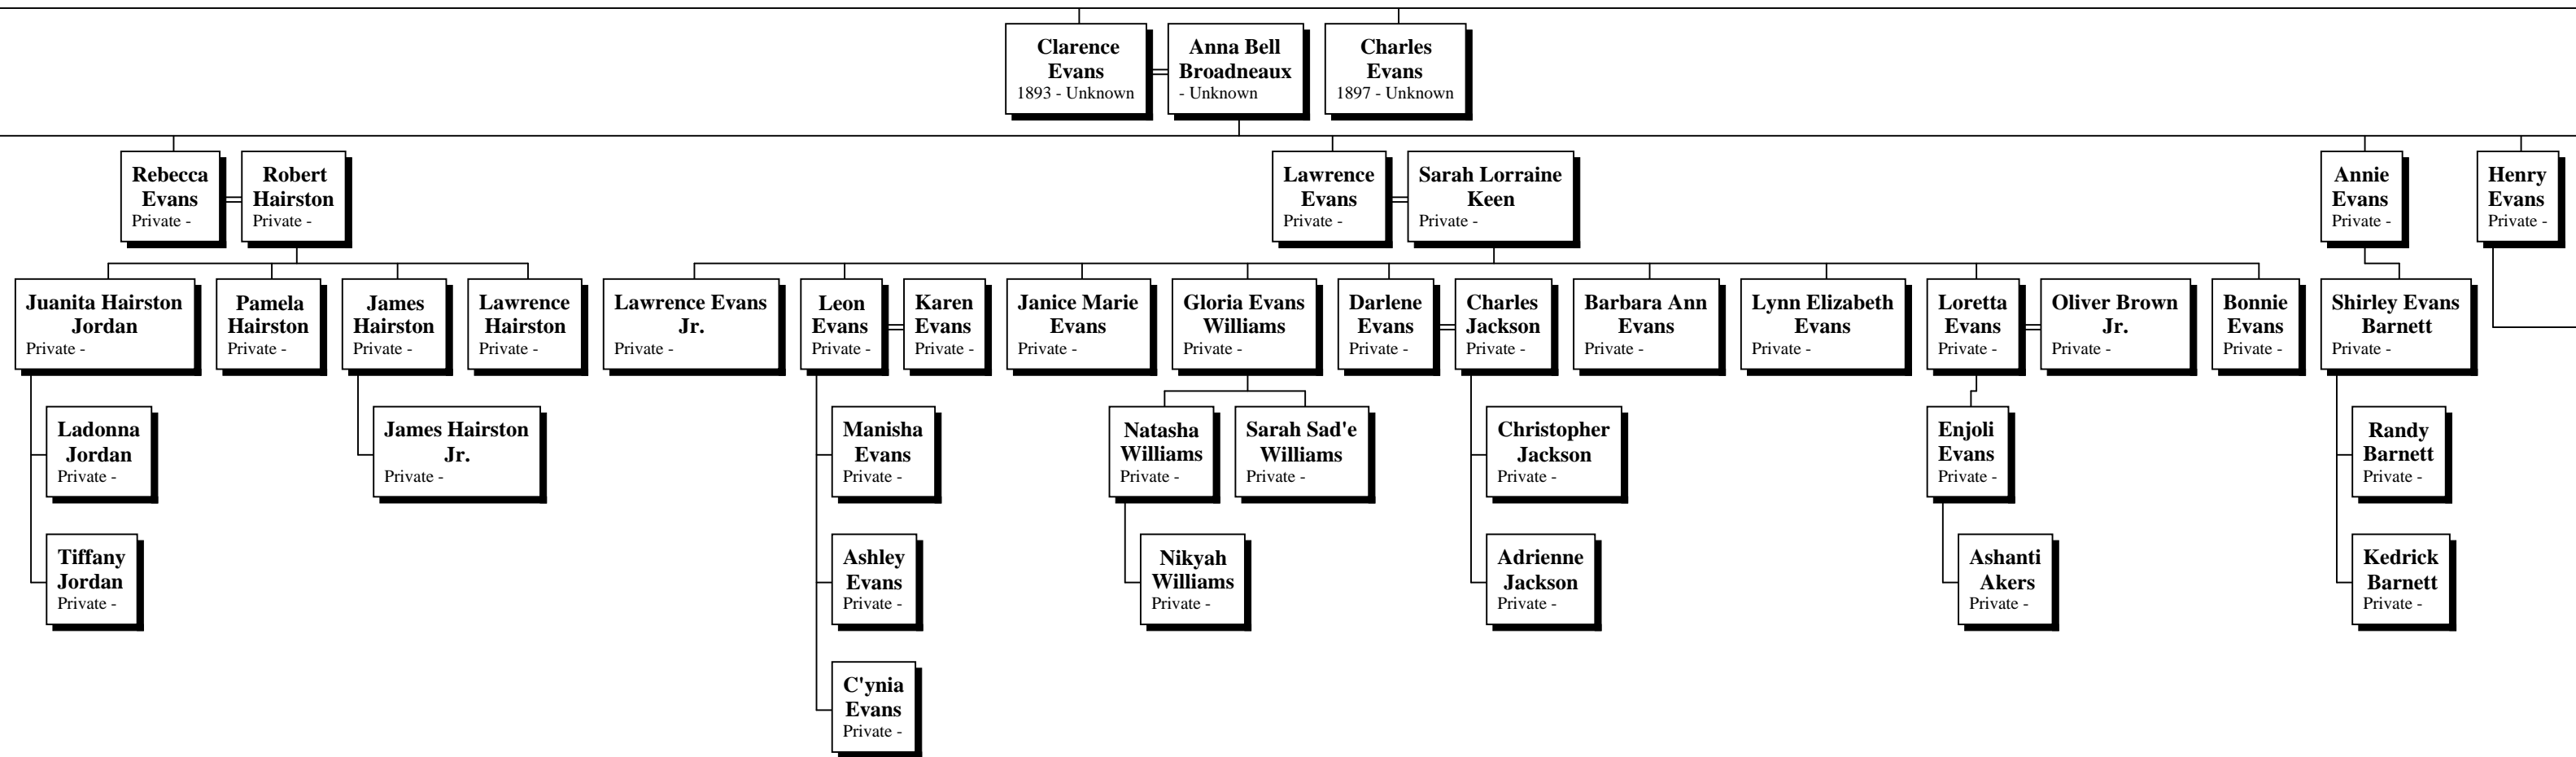 Clarence
Evans
1893 - Unknown
Anna Bell
Broadneaux
- Unknown
Charles
Evans
1897 - Unknown
Rebecca
Evans
Private -
Robert
Hairston
Private -
Lawrence
Evans
Private -
Sarah Lorraine
Keen
Private -
Annie
Evans
Private -
Henry
Evans
Private -
Juanita Hairston
Jordan
Private -
Pamela
Hairston
Private -
James
Hairston
Private -
Lawrence
Hairston
Private -
Lawrence Evans
Jr.
Private -
Leon
Evans
Private -
Karen
Evans
Private -
Janice Marie
Evans
Private -
Gloria Evans
Williams
Private -
Darlene
Evans
Private -
Charles
Jackson
Private -
Barbara Ann
Evans
Private -
Lynn Elizabeth
Evans
Private -
Loretta
Evans
Private -
Oliver Brown
Jr.
Private -
Bonnie
Evans
Private -
Shirley Evans
Barnett
Private -
Ladonna
Jordan
Private -
James Hairston
Jr.
Private -
Manisha
Evans
Private -
Natasha
Williams
Private -
Sarah Sad'e
Williams
Private -
Christopher
Jackson
Private -
Enjoli
Evans
Private -
Randy
Barnett
Private -
Tiffany
Jordan
Private -
Ashley
Evans
Private -
Nikyah
Williams
Private -
Adrienne
Jackson
Private -
Ashanti
Akers
Private -
Kedrick
Barnett
Private -
C'ynia
Evans
Private -